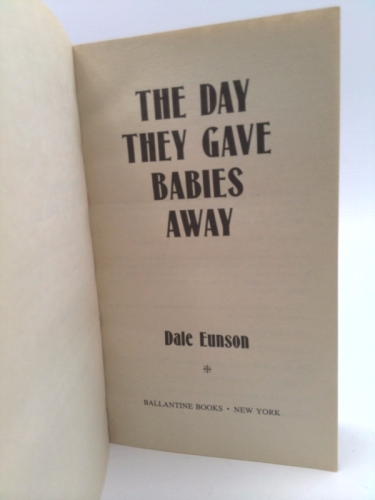 THE DAY
THEY GAVE
BABIES
AWAY
Dale Eunson
BALLANTINE BOOKS • NEW YORK